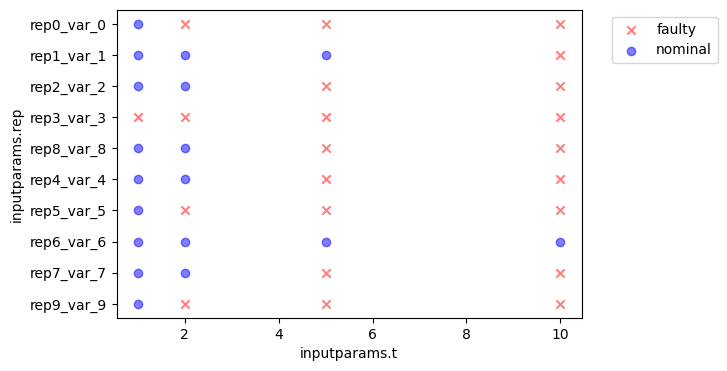 rep0_var_0
rep1_var_1
rep2_var_2
rep3_var_3
rep8_var_8
rep4_var_4
rep5_var_5
rep6_var_6
rep7_var_7
rep9_var_9
inputparams.rep
2
4
6
8
10
inputparams.t
faulty
nominal